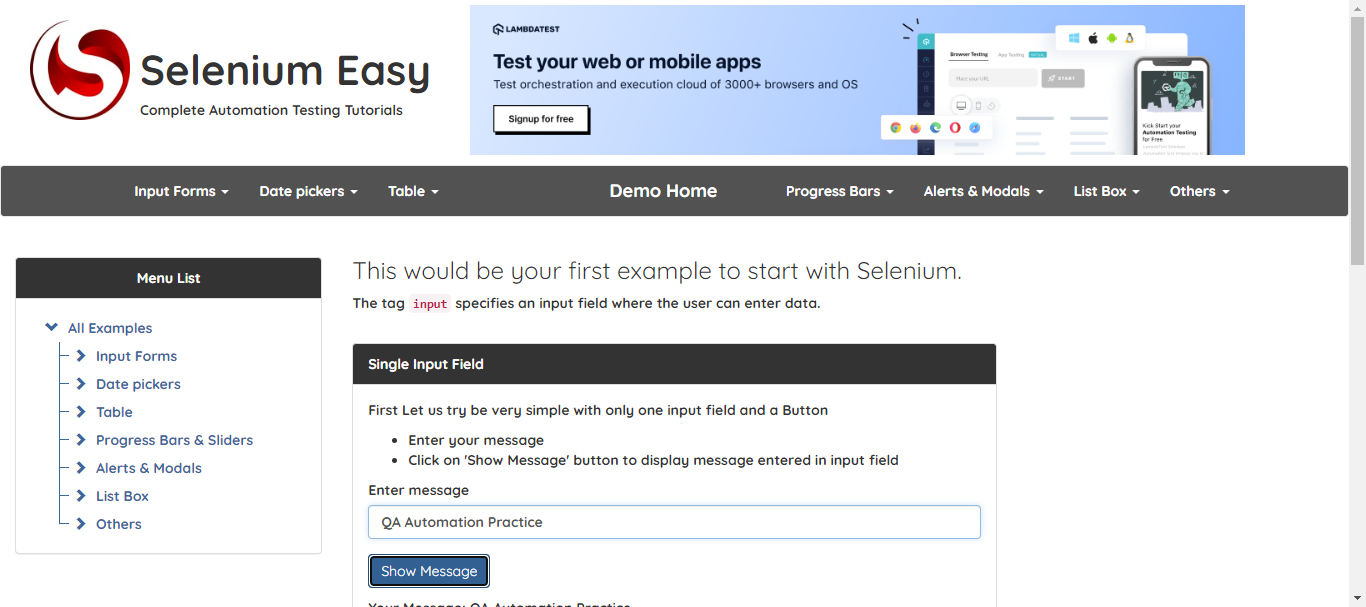 Selenium Easy
Complete Automation Testing Tutorials
LAMBDATEST
Test your web or mobile apps
Test orchestration and execution cloud of 3000+ browsers and OS
Signup for free
Browser Testing
App Testing
Place your URL
START
Kick Start your
Automation Testing
for Free
Input Forms
Date pickers
Table
Demo Home
Progress Bars
Alerts & Modals
List Box
Others
Menu List
All Examples
Input Forms
Date pickers
Table
Progress Bars & Sliders
Alerts & Modals
List Box
Others
This would be your first example to start with Selenium.
The tag input specifies an input field where the user can enter data.
Single Input Field
First Let us try be very simple with only one input field and a Button
Enter your message
Click on 'Show Message' button to display message entered in input field
Enter message
QA Automation Practice
Show Message
Your Message: QA Automation Practice